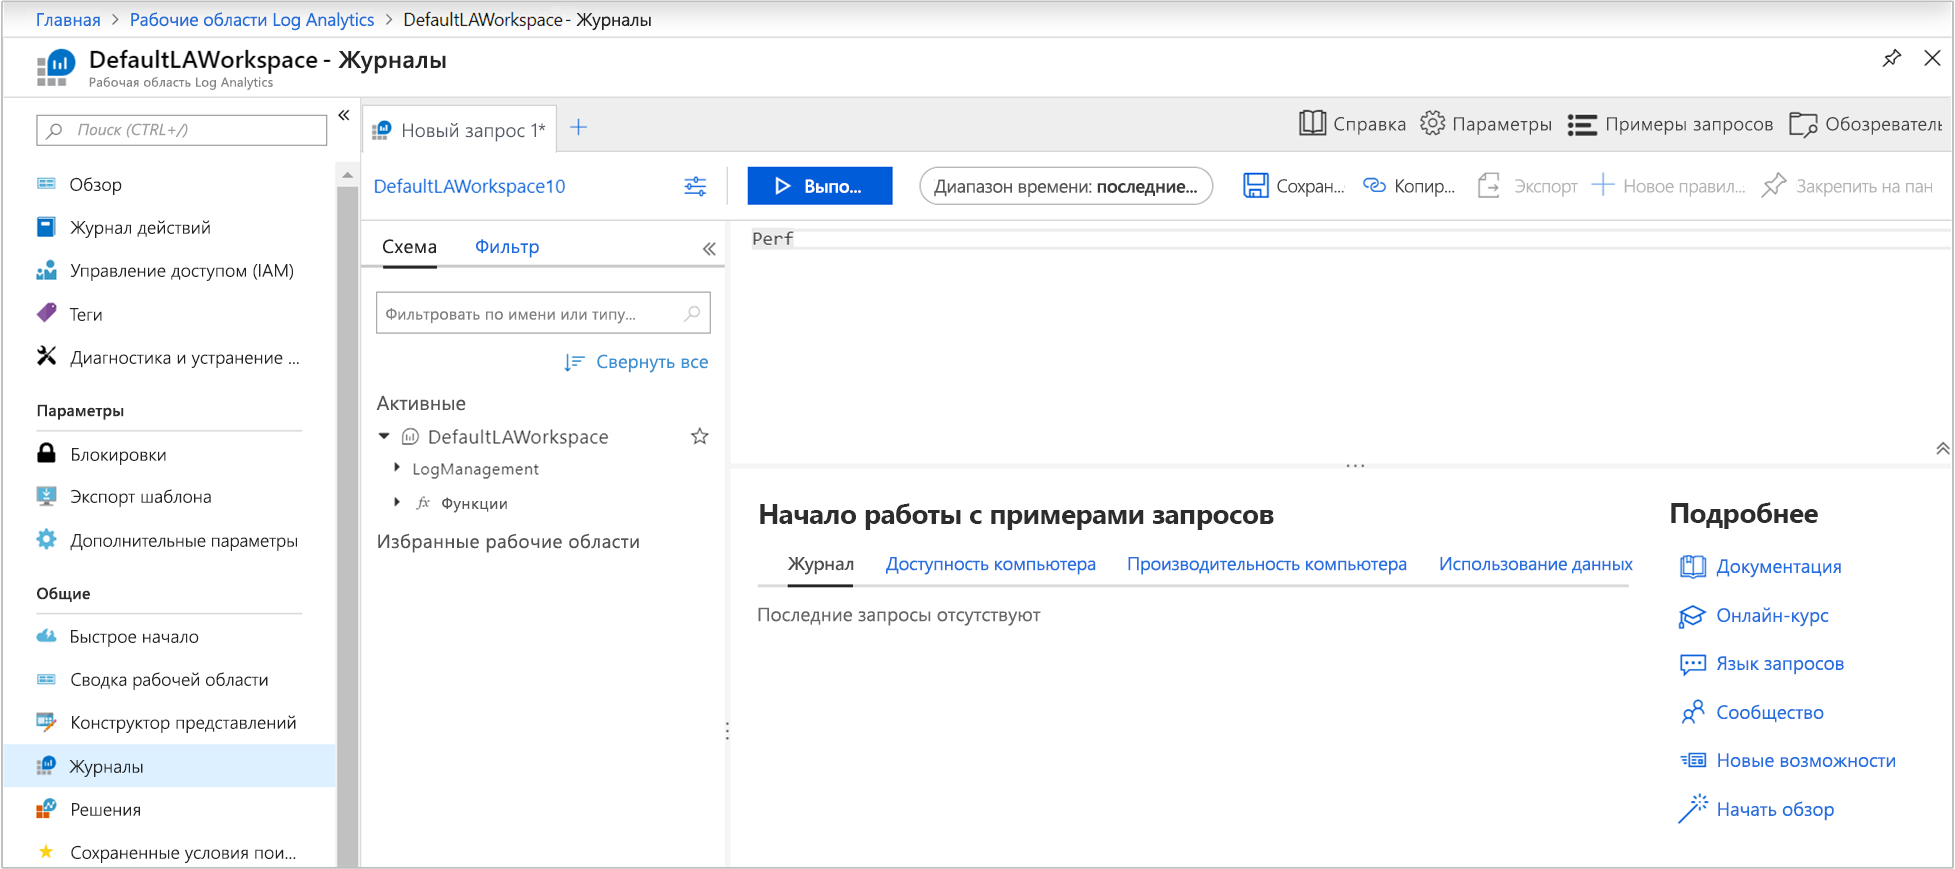 Главная > Рабочие области Log Analytics > DefaultLAWorkspace - Журналы
DefaultLAWorkspace - Журналы
Рабочая область Log Analytics
Поиск (CTRL+/)
Обзор
Журнал действий
Управление доступом (IAM)
Теги
Диагностика и устранение ...
Параметры
Блокировки
Экспорт шаблона
Дополнительные параметры
Общие
Быстрое начало
Сводка рабочей области
Конструктор представлений
Журналы
Решения
Сохраненные условия пои...
Новый запрос 1*
Справка
Параметры
Примеры запросов
Обозреватель
DefaultLAWorkspace10
Выпо...
Диапазон времени: последние...
Сохран...
Копир...
Экспорт
Новое правил...
Закрепить на пан
Схема
Фильтр
Фильтровать по имени или типу...
Свернуть все
Активные
DefaultLAWorkspace
LogManagement
fx Функции
Избранные рабочие области
Perf
Начало работы с примерами запросов
Журнал
Доступность компьютера
Производительность компьютера
Использование данных
Последние запросы отсутствуют
Подробнее
Документация
Онлайн-курс
Язык запросов
Сообщество
Новые возможности
Начать обзор